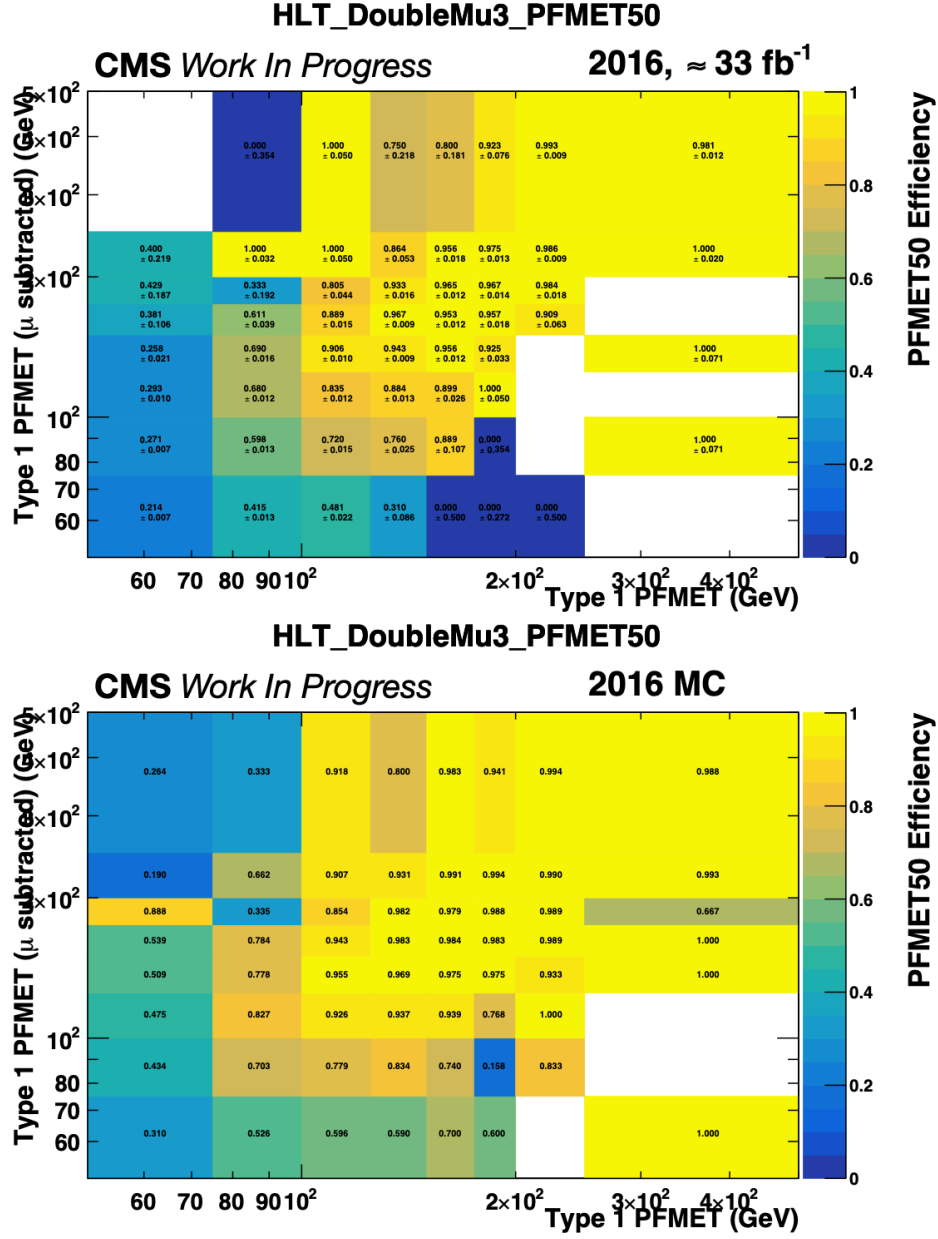 HLT_DoubleMu3_PFMET50
CMS Work In Progress
2016, ≈ 33 fb⁻¹
Type 1 PFMET (μ subtracted) (GeV)
5×10²
×10²
×10²
×10²
10²
80
70
60
0.000 ± 0.354
1.000 ± 0.050
0.750 ± 0.218
0.800 ± 0.181
0.923 ± 0.076
0.993 ± 0.009
0.981 ± 0.012
0.400 ± 0.219
1.000 ± 0.032
1.000 ± 0.050
0.864 ± 0.053
0.956 ± 0.018
0.975 ± 0.013
0.986 ± 0.009
1.000 ± 0.020
0.429 ± 0.187
0.333 ± 0.192
0.805 ± 0.044
0.933 ± 0.016
0.965 ± 0.012
0.967 ± 0.014
0.984 ± 0.018
0.381 ± 0.106
0.611 ± 0.039
0.889 ± 0.015
0.967 ± 0.009
0.953 ± 0.012
0.957 ± 0.018
0.909 ± 0.063
0.258 ± 0.021
0.690 ± 0.016
0.906 ± 0.010
0.943 ± 0.009
0.956 ± 0.012
0.925 ± 0.033
1.000 ± 0.071
0.293 ± 0.010
0.680 ± 0.012
0.835 ± 0.012
0.884 ± 0.013
0.899 ± 0.026
1.000 ± 0.050
0.271 ± 0.007
0.598 ± 0.013
0.720 ± 0.015
0.760 ± 0.025
0.889 ± 0.107
0.000 ± 0.354
1.000 ± 0.071
0.214 ± 0.007
0.415 ± 0.013
0.481 ± 0.022
0.310 ± 0.086
0.000 ± 0.500
0.000 ± 0.272
0.000 ± 0.500
60 70 80 90 10² 2×10² 3×10² 4×10²
Type 1 PFMET (GeV)
1
0.8
0.6
0.4
0.2
0
PFMET50 Efficiency
HLT_DoubleMu3_PFMET50
CMS Work In Progress
2016 MC
Type 1 PFMET (μ subtracted) (GeV)
5×10²
×10²
×10²
×10²
10²
80
70
60
0.264 0.333 0.918 0.800 0.983 0.941 0.994 0.988
0.190 0.662 0.907 0.931 0.991 0.994 0.990 0.993
0.888 0.335 0.854 0.982 0.979 0.988 0.989 0.667
0.539 0.784 0.943 0.983 0.984 0.983 0.989 1.000
0.509 0.778 0.955 0.969 0.975 0.975 0.933 1.000
0.475 0.827 0.926 0.937 0.939 0.768 1.000
0.434 0.703 0.779 0.834 0.740 0.158 0.833
0.310 0.526 0.596 0.590 0.700 0.600 1.000
60 70 80 90 10² 2×10² 3×10² 4×10²
Type 1 PFMET (GeV)
1
0.8
0.6
0.4
0.2
0
PFMET50 Efficiency